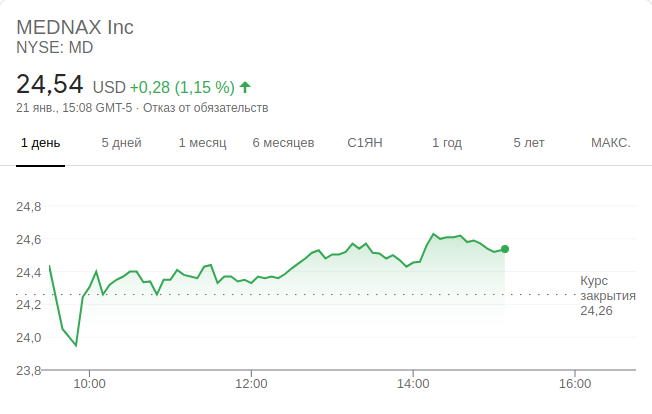 MEDNAX Inc
NYSE: MD
24,54 USD +0,28 (1,15 %)
21 янв., 15:08 GMT-5 · Отказ от обязательств
1 день 5 дней 1 месяц 6 месяцев С1ЯН 1 год 5 лет МАКС.
24,8
24,6
24,4
24,2
24,0
23,8
Курс
закрытия
24,26
10:00 12:00 14:00 16:00